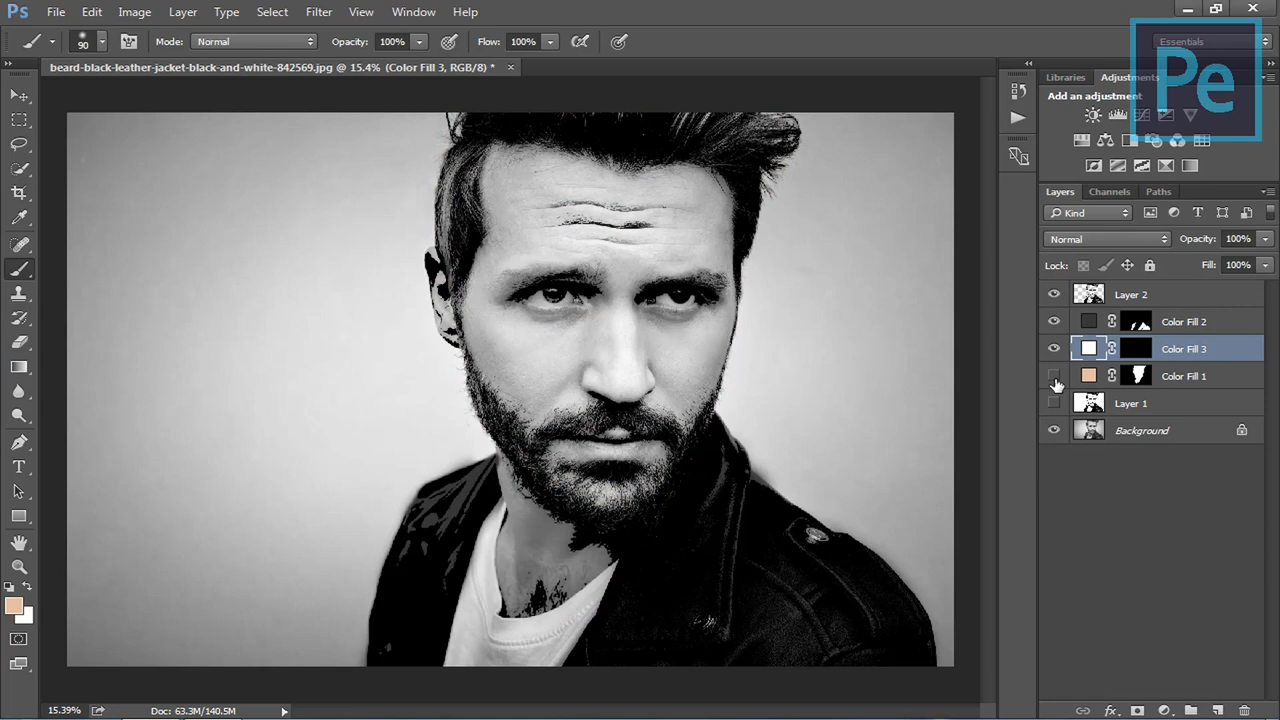 Ps File Edit Image Layer Type Select Filter View Window Help
90 Mode: Normal Opacity: 100% Flow: 100% Essentials
beard-black-leather-jacket-black-and-white-842569.jpg @ 15.4% (Color Fill 3, RGB/8) * ×
Libraries Adjustments
Pe
Add an adjustment
Layers Channels Paths
Kind
Normal Opacity: 100%
Lock: Fill: 100%
Layer 2
Color Fill 2
Color Fill 3
Color Fill 1
Layer 1
Background
T
15.39% Doc: 63.3M/140.5M
fx